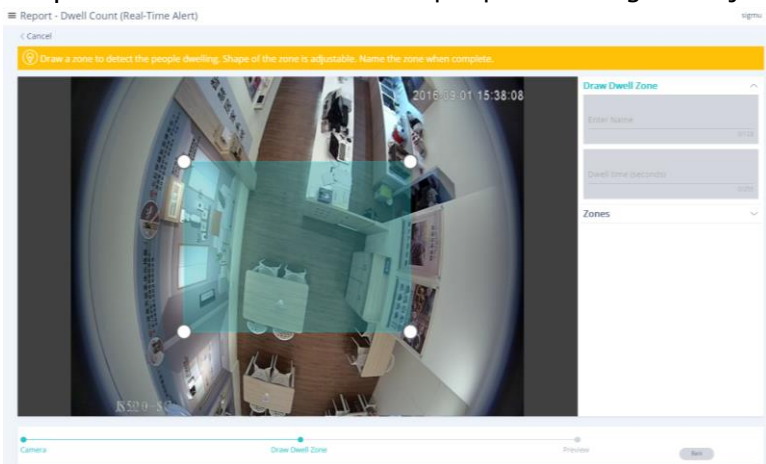 Report - Dwell Count (Real-Time Alert)
sigmu
< Cancel
Draw a zone to detect the people dwelling. Shape of the zone is adjustable. Name the zone when complete.
2016-09-01 15:38:08
Draw Dwell Zone
Enter Name
Dwell time (seconds)
Zones
Camera
Draw Dwell Zone
Preview